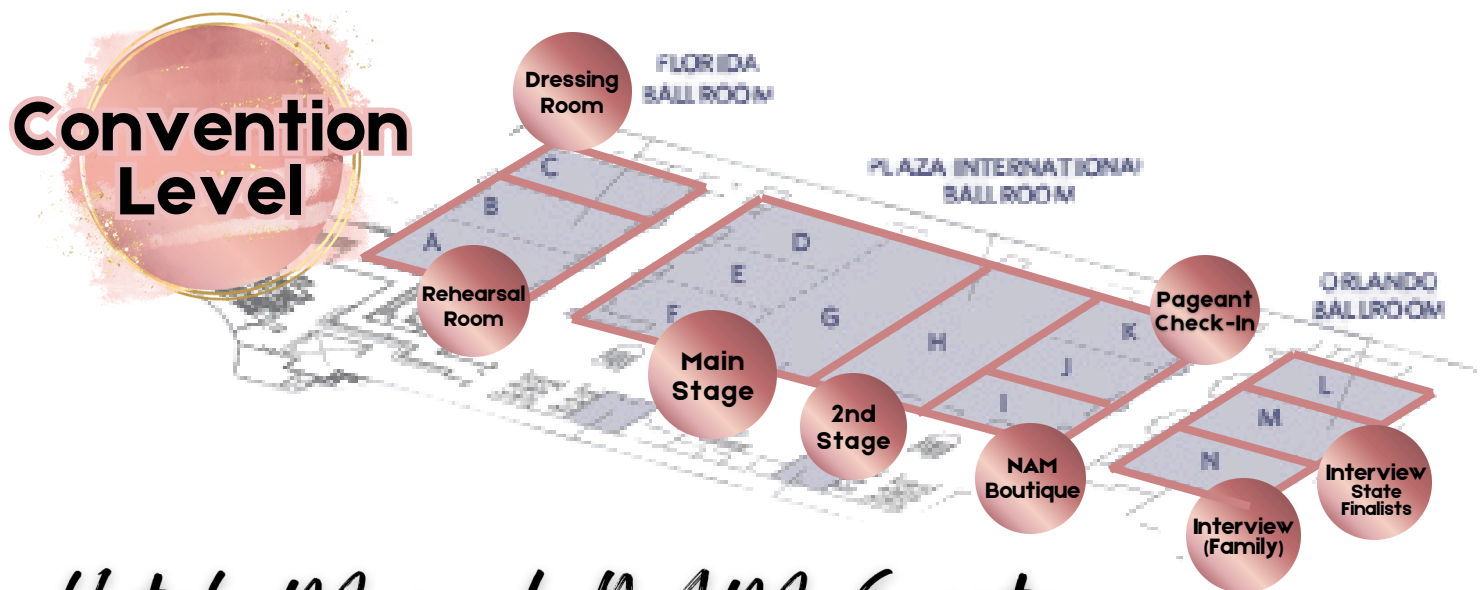 Convention
Level
Dressing
Room
FLORIDA
BALLROOM
PLAZA INTERNATIONAL
BALLROOM
ORLANDO
BALLROOM
C
B
A
Rehearsal
Room
D
E
F
G
H
Main
Stage
2nd
Stage
Pageant
Check-In
K
J
I
NAM
Boutique
L
M
N
Interview
State
Finalists
Interview
(Family)